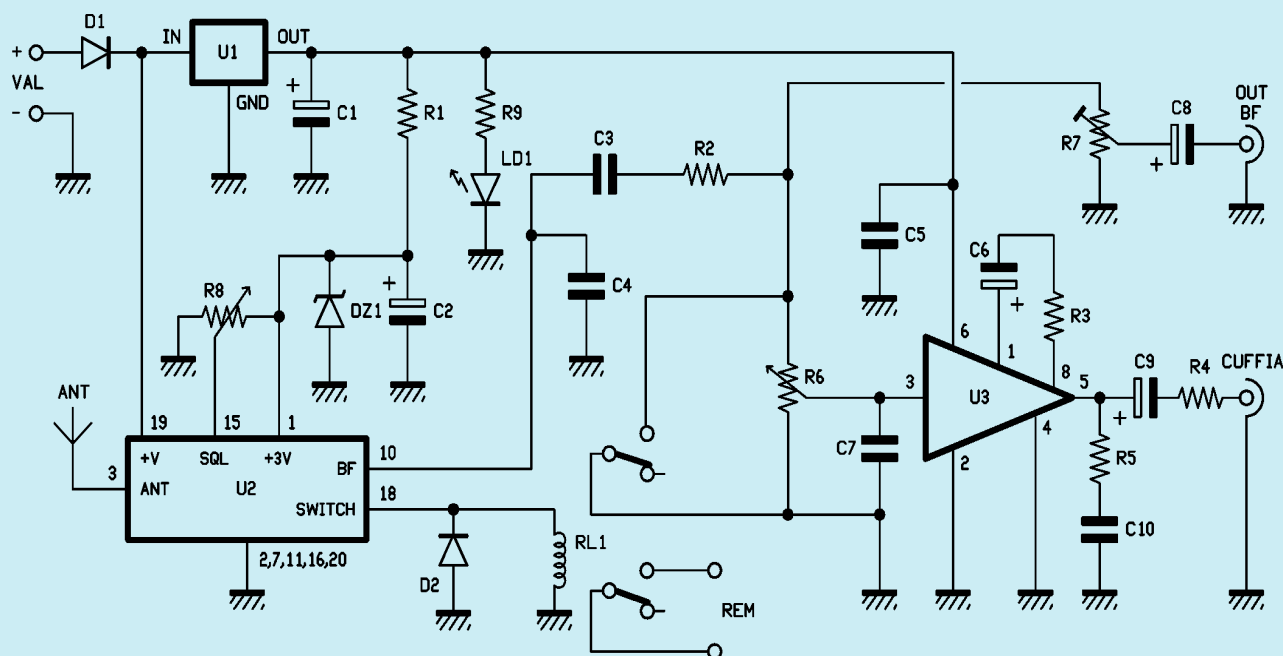 D1
+
VAL
-
IN
U1
OUT
GND
C1
R1
R9
LD1
C3
R2
R7
C8
OUT
BF
+
+
C4
C5
C6
+
R3
R8
DZ1
+
C2
R6
6
1
8
3
U3
5
4
2
C7
C9
+
R4
CUFFIA
R5
C10
ANT
19
15
1
3
+V
SQL
+3V
BF
10
ANT
U2
SWITCH
18
2,7,11,16,20
D2
RL1
REM